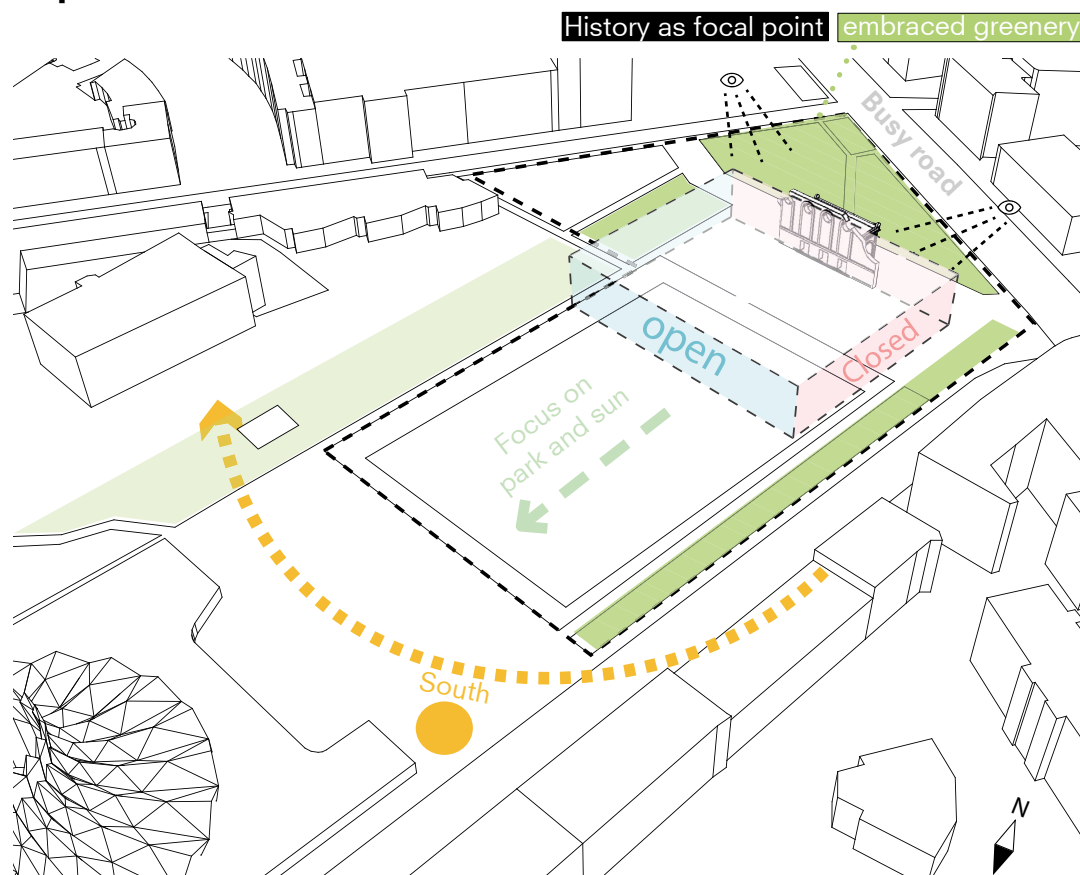 History as focal point
embraced greenery
Busy road
open
Closed
Focus on
park and sun
South
N